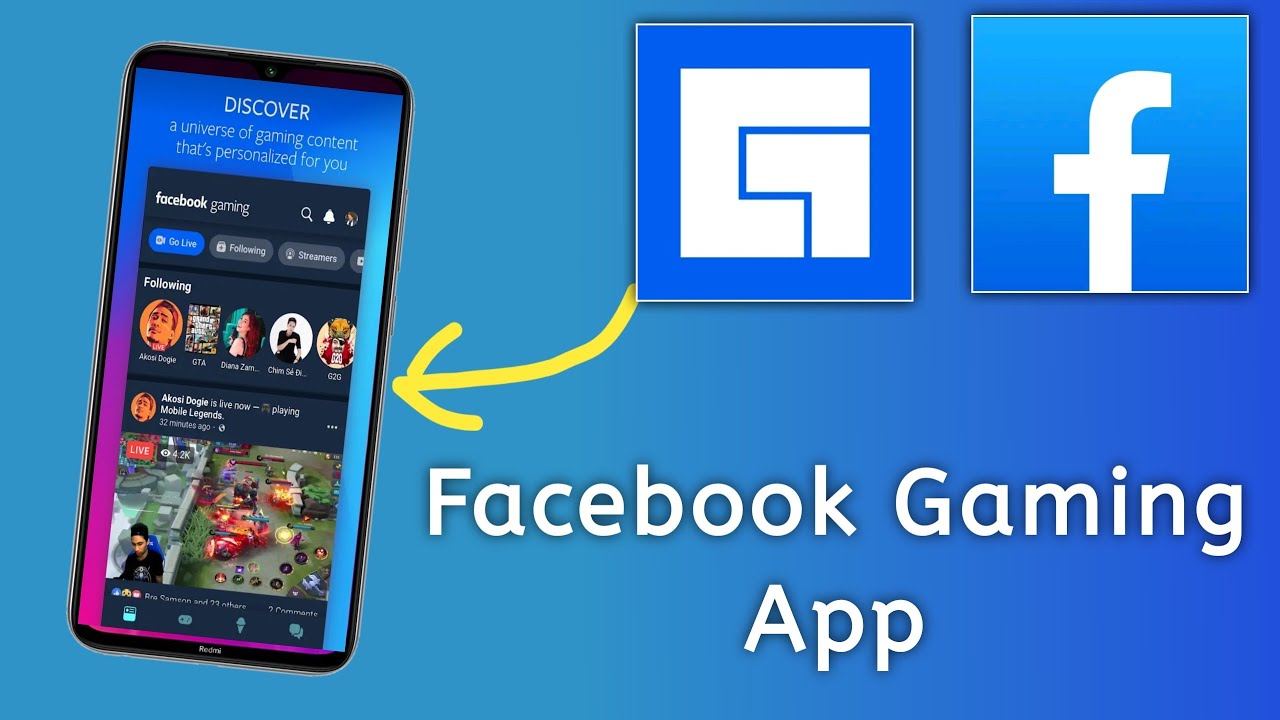 DISCOVER
a universe of gaming content
that's personalized for you
facebook gaming
Go Live
Following
Streamers
Following
LIVE
Akosi Dogie
GTA
Diana Zam...
Chim Sẻ Đi...
G2G
Akosi Dogie is live now — playing
Mobile Legends.
32 minutes ago ·
LIVE
4.2K
Bre Samson and 23 others
2 Comments
Redmi
Facebook Gaming
App